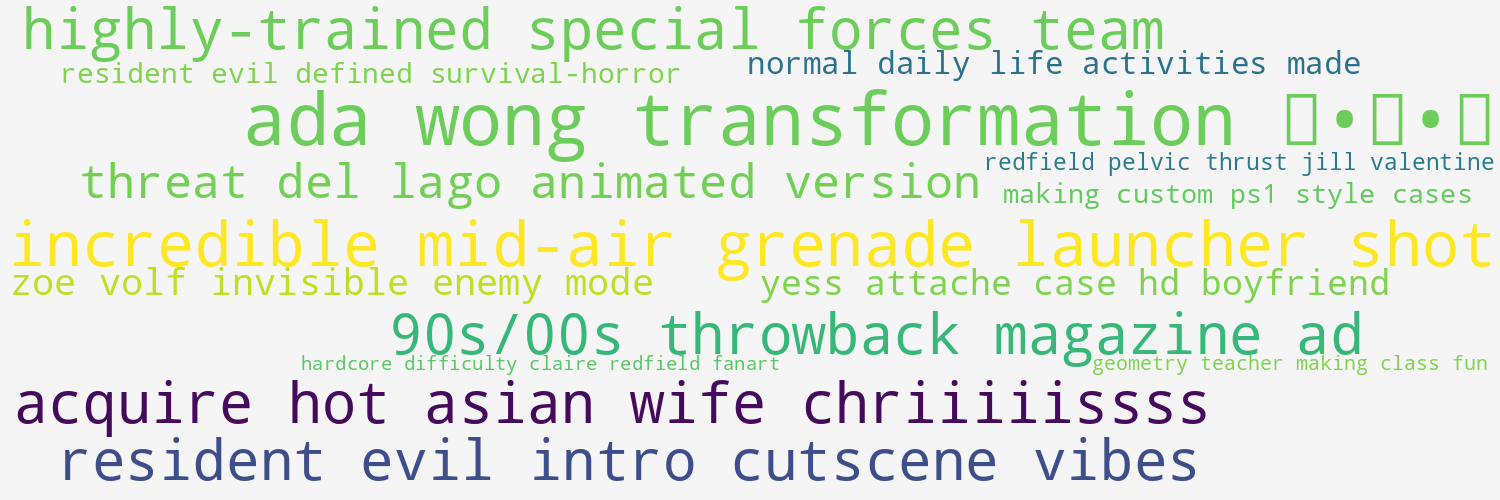 highly-trained special forces team
resident evil defined survival-horror
normal daily life activities made
ada wong transformation ▯•▯•▯
threat del lago animated version
redfield pelvic thrust jill valentine
making custom ps1 style cases
incredible mid-air grenade launcher shot
zoe volf invisible enemy mode
yess attache case hd boyfriend
90s/00s throwback magazine ad
hardcore difficulty claire redfield fanart
geometry teacher making class fun
acquire hot asian wife chriiiiissss
resident evil intro cutscene vibes